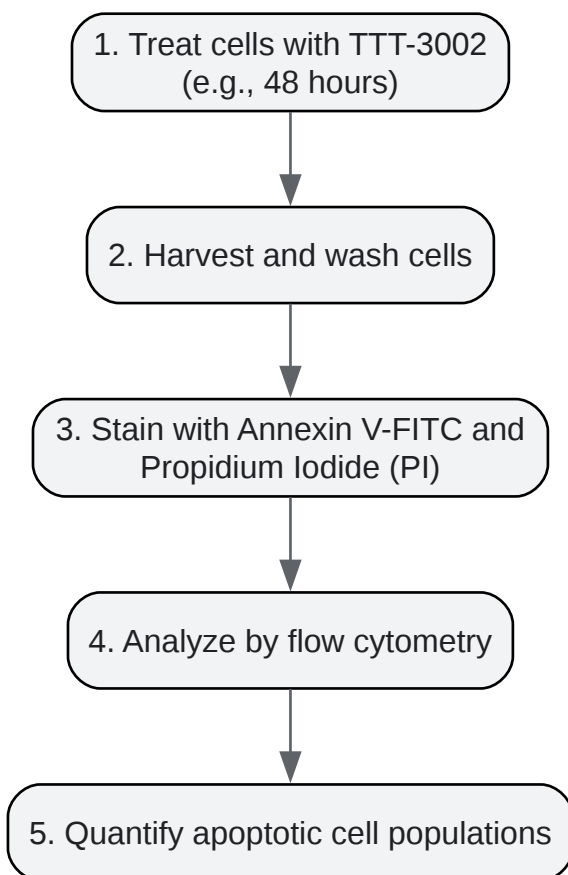 1. Treat cells with TTT-3002
(e.g., 48 hours)
2. Harvest and wash cells
3. Stain with Annexin V-FITC and
Propidium Iodide (PI)
4. Analyze by flow cytometry
5. Quantify apoptotic cell populations